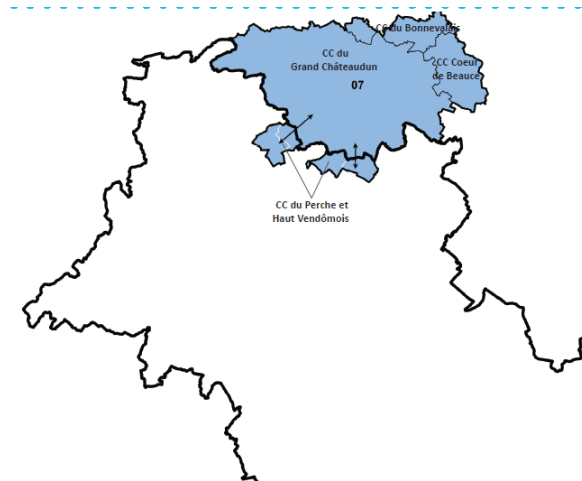 CC du Bonnevalais
CC du
Grand Châteaudun
07
CC Coeur
de Beauce
CC du Perche et
Haut Vendômois